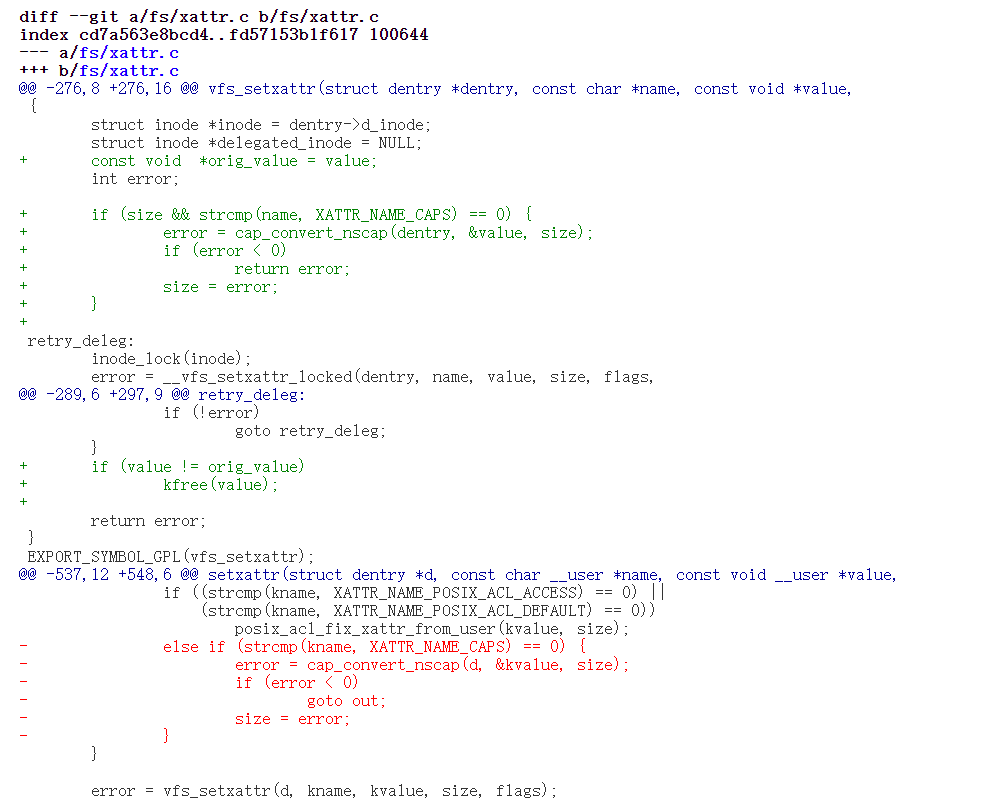 diff --git a/fs/xattr.c b/fs/xattr.c
index cd7a563e8bcd4..fd57153b1f617 100644
--- a/fs/xattr.c
+++ b/fs/xattr.c
@@ -276,8 +276,16 @@ vfs_setxattr(struct dentry *dentry, const char *name, const void *value,
 {
        struct inode *inode = dentry->d_inode;
        struct inode *delegated_inode = NULL;
+       const void  *orig_value = value;
        int error;

+       if (size && strcmp(name, XATTR_NAME_CAPS) == 0) {
+               error = cap_convert_nscap(dentry, &value, size);
+               if (error < 0)
+                       return error;
+               size = error;
+       }
+
 retry_deleg:
        inode_lock(inode);
        error = __vfs_setxattr_locked(dentry, name, value, size, flags,
@@ -289,6 +297,9 @@ retry_deleg:
                if (!error)
                        goto retry_deleg;
        }
+       if (value != orig_value)
+               kfree(value);
+
        return error;
 }
 EXPORT_SYMBOL_GPL(vfs_setxattr);
@@ -537,12 +548,6 @@ setxattr(struct dentry *d, const char __user *name, const void __user *value,
                if ((strcmp(kname, XATTR_NAME_POSIX_ACL_ACCESS) == 0) ||
                    (strcmp(kname, XATTR_NAME_POSIX_ACL_DEFAULT) == 0))
                        posix_acl_fix_xattr_from_user(kvalue, size);
-               else if (strcmp(kname, XATTR_NAME_CAPS) == 0) {
-                       error = cap_convert_nscap(d, &kvalue, size);
-                       if (error < 0)
-                               goto out;
-                       size = error;
-               }
        }

        error = vfs_setxattr(d, kname, kvalue, size, flags);